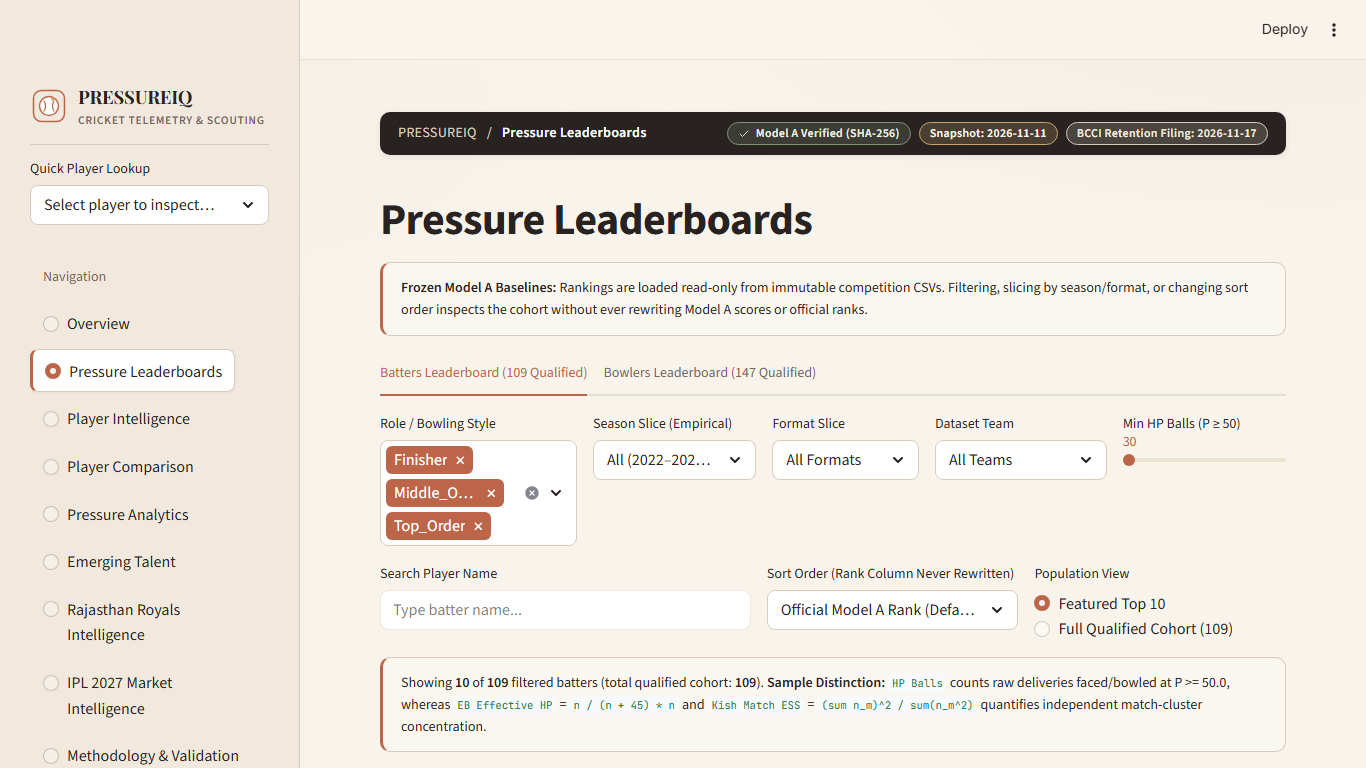 Deploy
PRESSUREIQ
CRICKET TELEMETRY & SCOUTING
Quick Player Lookup
Select player to inspect…
Navigation
Overview
Pressure Leaderboards
Player Intelligence
Player Comparison
Pressure Analytics
Emerging Talent
Rajasthan Royals
Intelligence
IPL 2027 Market
Intelligence
Methodology & Validation
PRESSUREIQ / Pressure Leaderboards
✓ Model A Verified (SHA-256)
Snapshot: 2026-11-11
BCCI Retention Filing: 2026-11-17
Pressure Leaderboards
Frozen Model A Baselines: Rankings are loaded read-only from immutable competition CSVs. Filtering, slicing by season/format, or changing sort
order inspects the cohort without ever rewriting Model A scores or official ranks.
Batters Leaderboard (109 Qualified)
Bowlers Leaderboard (147 Qualified)
Role / Bowling Style
Finisher
Middle_O…
Top_Order
Season Slice (Empirical)
All (2022–202…
Format Slice
All Formats
Dataset Team
All Teams
Min HP Balls (P ≥ 50)
30
Search Player Name
Type batter name...
Sort Order (Rank Column Never Rewritten)
Official Model A Rank (Defa…
Population View
Featured Top 10
Full Qualified Cohort (109)
Showing 10 of 109 filtered batters (total qualified cohort: 109). Sample Distinction: HP Balls counts raw deliveries faced/bowled at P >= 50.0,
whereas EB Effective HP = n / (n + 45) * n and Kish Match ESS = (sum n_m)^2 / sum(n_m^2) quantifies independent match-cluster
concentration.